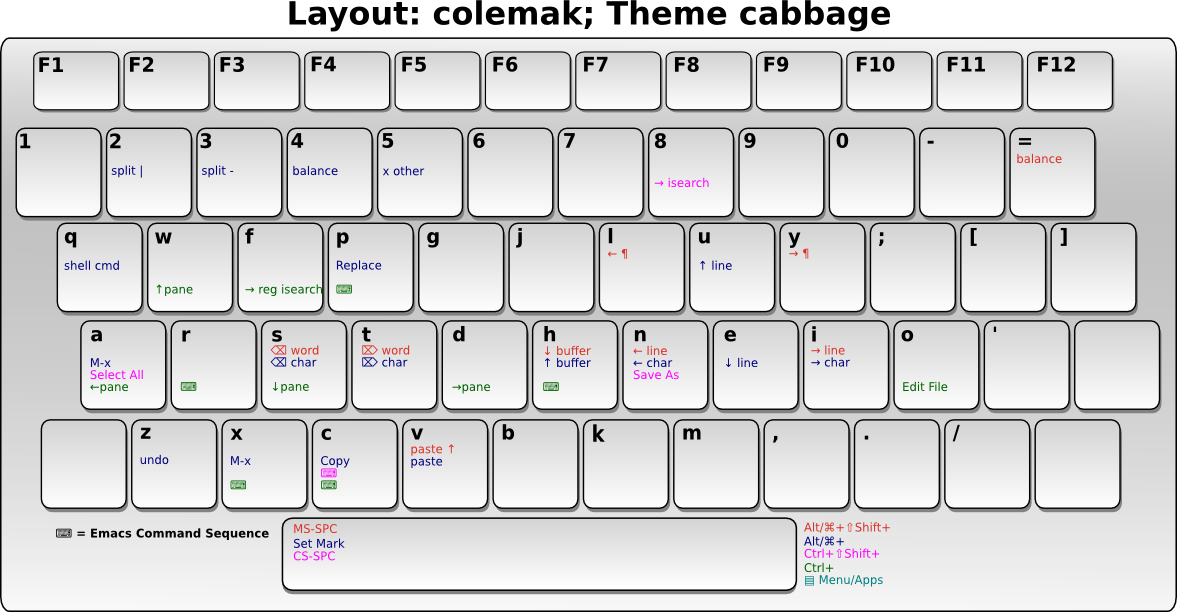 Layout: colemak; Theme cabbage
F1 F2 F3 F4 F5 F6 F7 F8 F9 F10 F11 F12
1 2 3 4 5 6 7 8 9 0 - =
balance
split | split - balance x other
→ isearch
q w f p g j l u y ; [ ]
← ¶ → ¶
shell cmd Replace ↑ line
↑pane → reg isearch ⌨
a r s t d h n e i o '
⌫ word ⌦ word ↓ buffer ← line → line
M-x ⌫ char ⌦ char ↑ buffer ← char ↓ line → char
Select All Save As
←pane ⌨ ↓pane →pane ⌨ Edit File
z x c v b k m , . /
paste ↑
undo M-x Copy paste
⌨
⌨ ⌨
⌨ = Emacs Command Sequence
MS-SPC
Set Mark
CS-SPC
Alt/⌘+⇧Shift+
Alt/⌘+
Ctrl+⇧Shift+
Ctrl+
▤ Menu/Apps